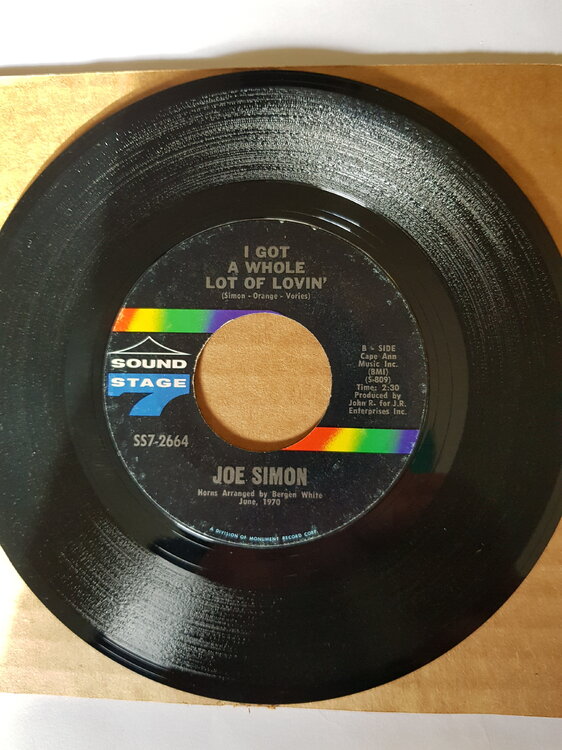 I GOT
A WHOLE
LOT OF LOVIN'
(Simon - Orange - Vories)
SOUND
STAGE
7
SS7-2664
B - SIDE
Cape Ann
Music Inc.
(BMI)
(S-809)
Time: 2:30
Produced by
John R. for J.R.
Enterprises Inc.
JOE SIMON
Horns Arranged by Bergen White
June, 1970
A DIVISION OF MONUMENT RECORD CORP.